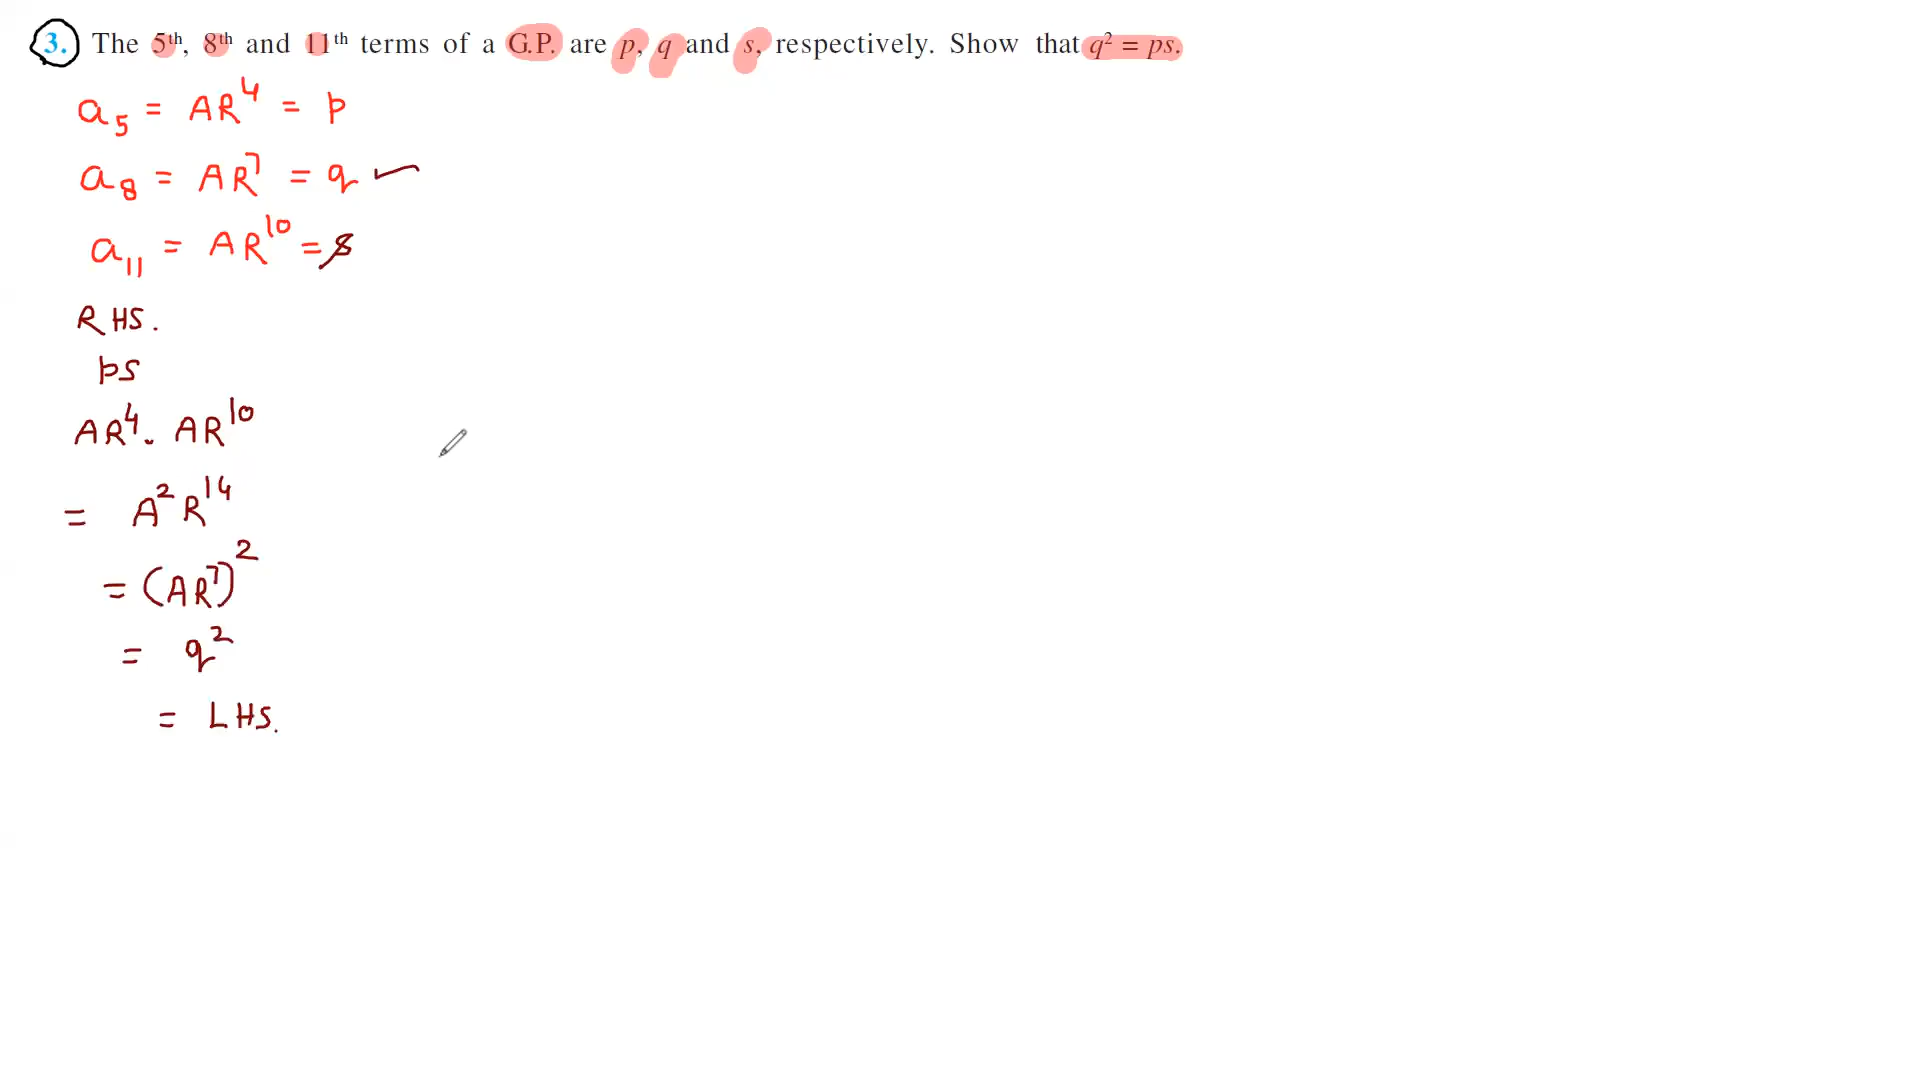 3. The 5th, 8th and 11th terms of a G.P. are p, q and s, respectively. Show that q² = ps.
a₅ = AR⁴ = p
a₈ = AR⁷ = q
a₁₁ = AR¹⁰ = s
RHS.
ps
AR⁴ . AR¹⁰
= A²R¹⁴
= (AR⁷)²
= q²
= LHS.